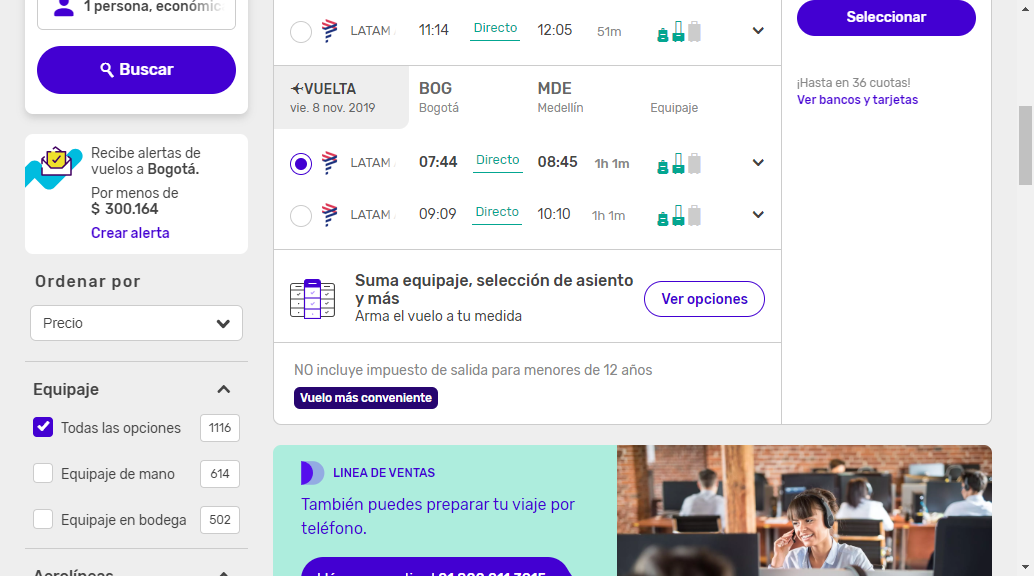 1 persona, económic
Buscar
Recibe alertas de
vuelos a Bogotá.
Por menos de
$ 300.164
Crear alerta
Ordenar por
Precio
Equipaje
Todas las opciones 1116
Equipaje de mano 614
Equipaje en bodega 502
Aerolíneas
LATAM 11:14 Directo 12:05 51m
VUELTA BOG MDE
vie. 8 nov. 2019 Bogotá Medellín Equipaje
LATAM 07:44 Directo 08:45 1h 1m
LATAM 09:09 Directo 10:10 1h 1m
Suma equipaje, selección de asiento
y más
Arma el vuelo a tu medida
Ver opciones
NO incluye impuesto de salida para menores de 12 años
Vuelo más conveniente
Seleccionar
¡Hasta en 36 cuotas!
Ver bancos y tarjetas
LINEA DE VENTAS
También puedes preparar tu viaje por
teléfono.